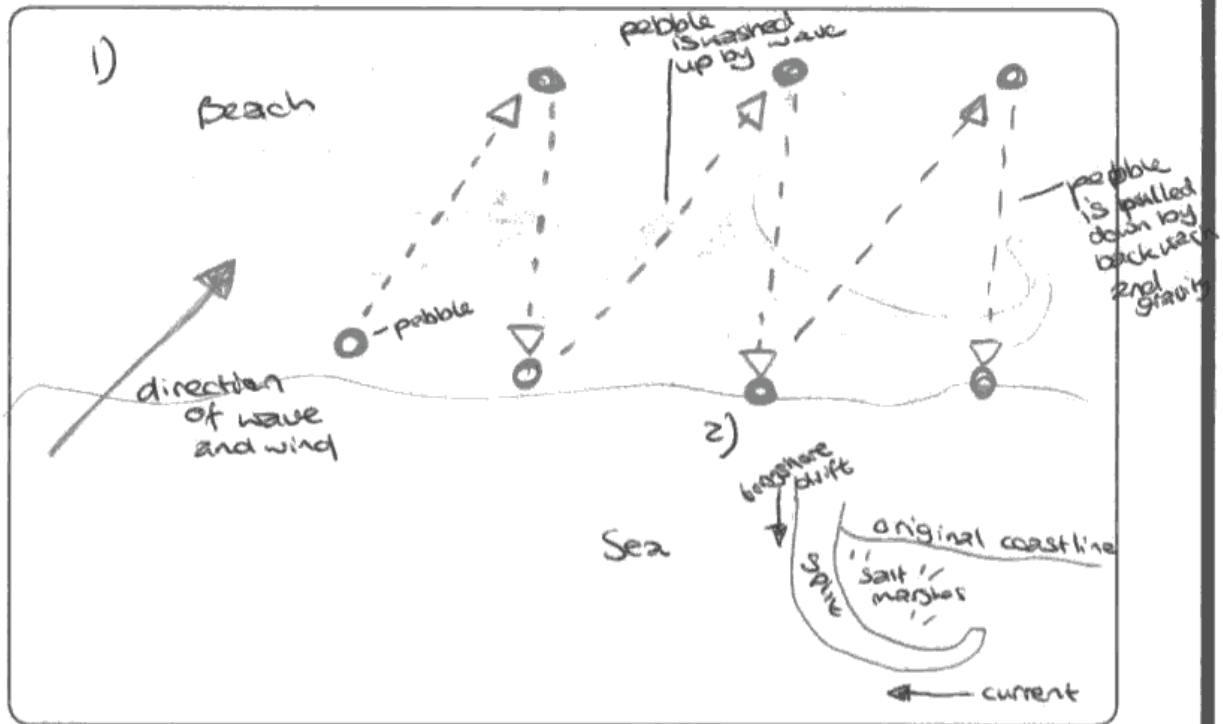 1)
Beach
pebble
is washed
up by wave
pebble
is pulled
down by
backwash
and
gravity
pebble
direction
of wave
and wind
2)
longshore
drift
Sea
original coastline
spit
salt
marshes
current